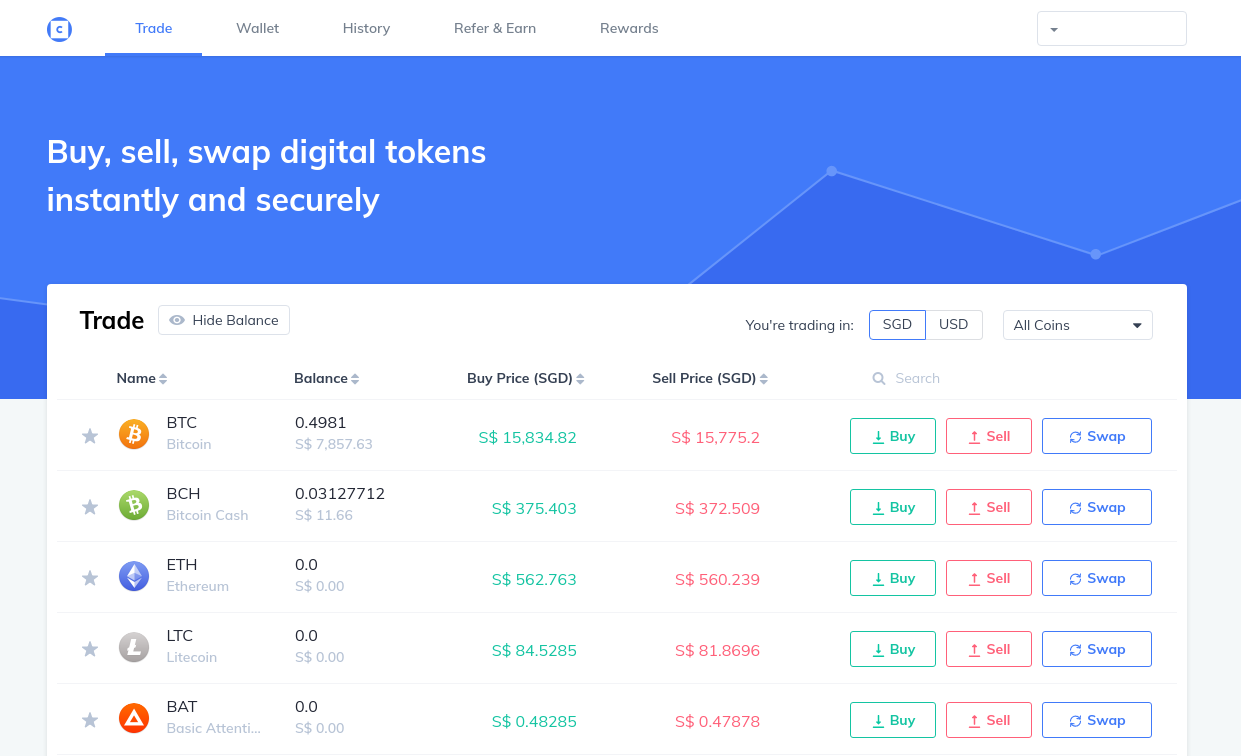 C Trade Wallet History Refer & Earn Rewards
Buy, sell, swap digital tokens
instantly and securely
Trade Hide Balance You're trading in: SGD USD All Coins
Name Balance Buy Price (SGD) Sell Price (SGD) Search
BTC 0.4981
Bitcoin S$ 7,857.63 S$ 15,834.82 S$ 15,775.2 Buy Sell Swap
BCH 0.03127712
Bitcoin Cash S$ 11.66 S$ 375.403 S$ 372.509 Buy Sell Swap
ETH 0.0
Ethereum S$ 0.00 S$ 562.763 S$ 560.239 Buy Sell Swap
LTC 0.0
Litecoin S$ 0.00 S$ 84.5285 S$ 81.8696 Buy Sell Swap
BAT 0.0
Basic Attenti... S$ 0.00 S$ 0.48285 S$ 0.47878 Buy Sell Swap